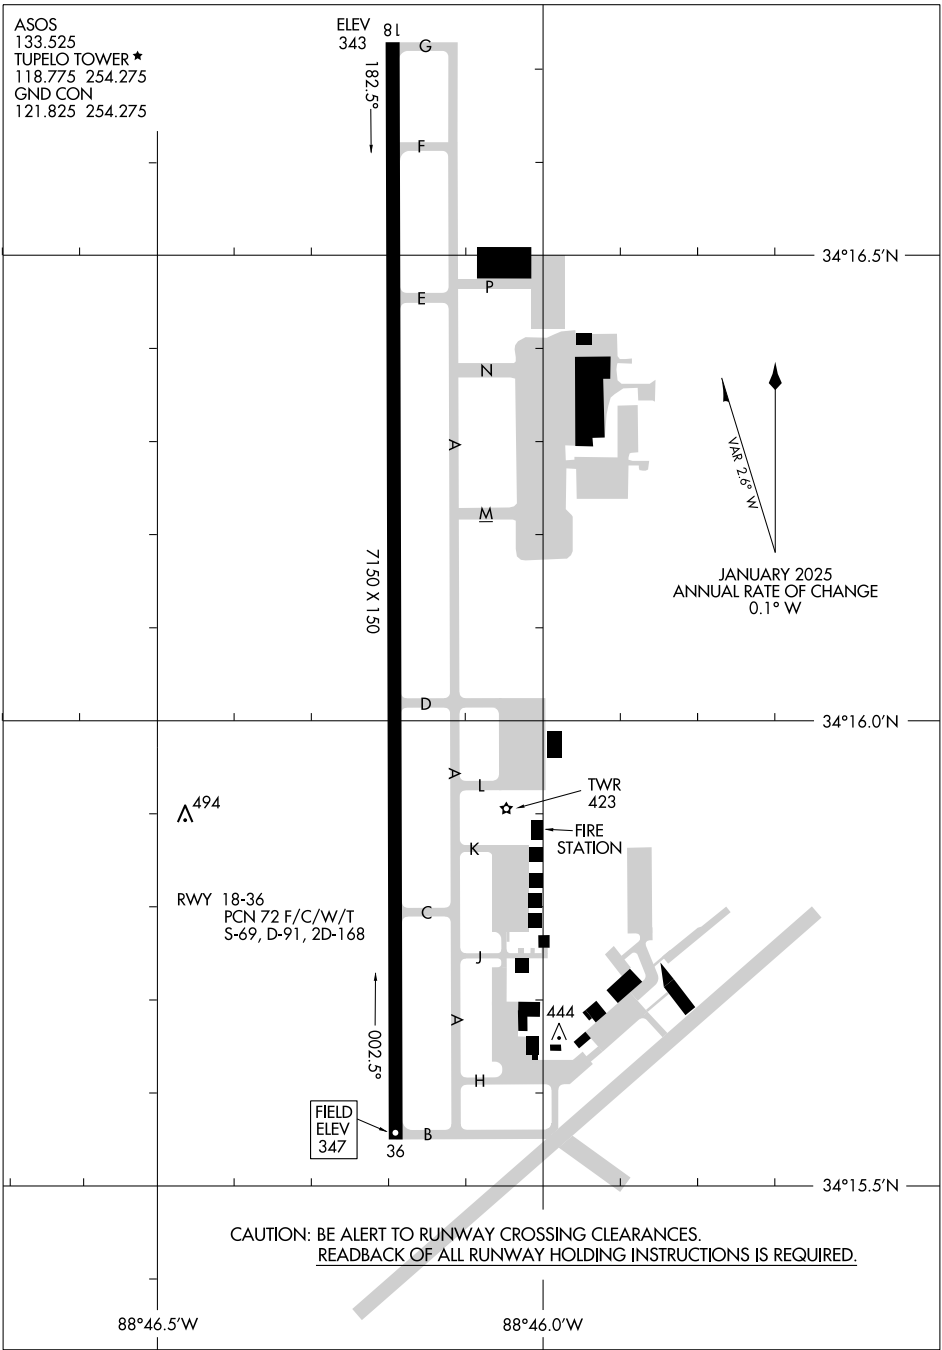 ASOS
133.525
TUPELO TOWER ★
118.775 254.275
GND CON
121.825 254.275
ELEV
343
18
G
182.5°
F
34°16.5'N
P
E
N
A
VAR 2.6° W
M
7150 X 150
JANUARY 2025
ANNUAL RATE OF CHANGE
0.1° W
D
34°16.0'N
A
L
TWR
423
494
FIRE
STATION
K
RWY 18-36
PCN 72 F/C/W/T
S-69, D-91, 2D-168
C
J
444
A
002.5°
H
FIELD
ELEV
347
B
36
34°15.5'N
CAUTION: BE ALERT TO RUNWAY CROSSING CLEARANCES.
READBACK OF ALL RUNWAY HOLDING INSTRUCTIONS IS REQUIRED.
88°46.5'W
88°46.0'W